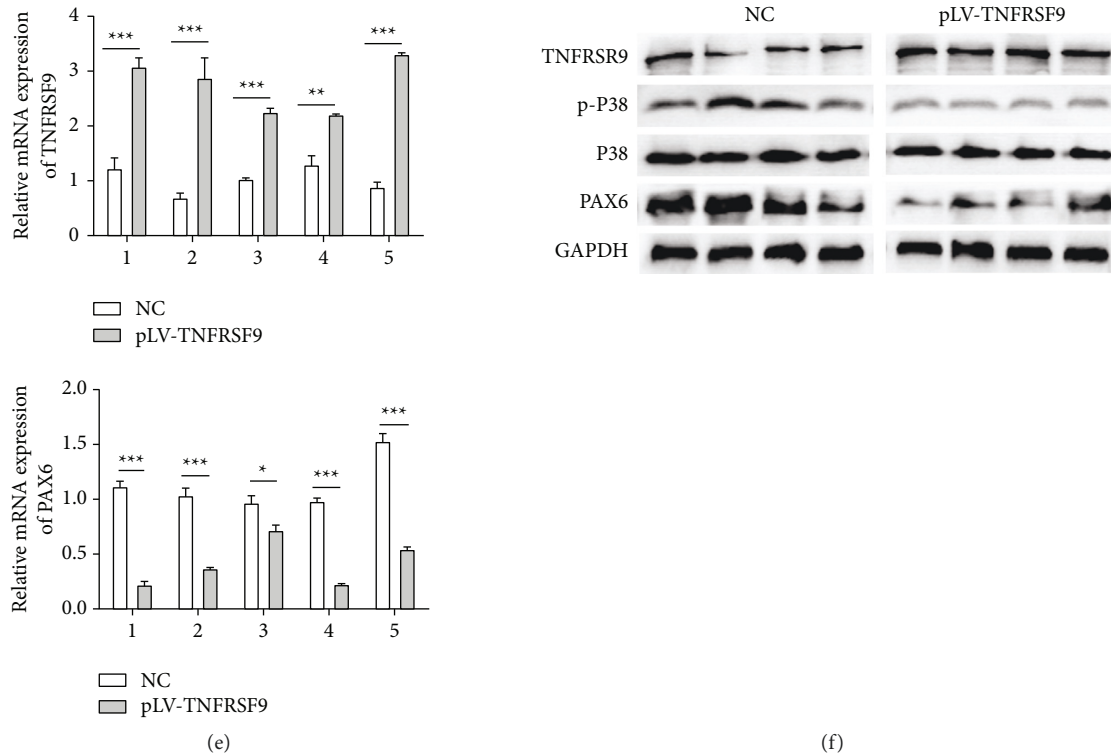 Relative mRNA expression
of TNFRSF9
4
3
2
1
0
***
***
***
**
***
1 2 3 4 5
NC
pLV-TNFRSF9
Relative mRNA expression
of PAX6
2.0
1.5
1.0
0.5
0.0
***
***
*
***
***
1 2 3 4 5
NC
pLV-TNFRSF9
(e)
NC pLV-TNFRSF9
TNFRSR9
p-P38
P38
PAX6
GAPDH
(f)